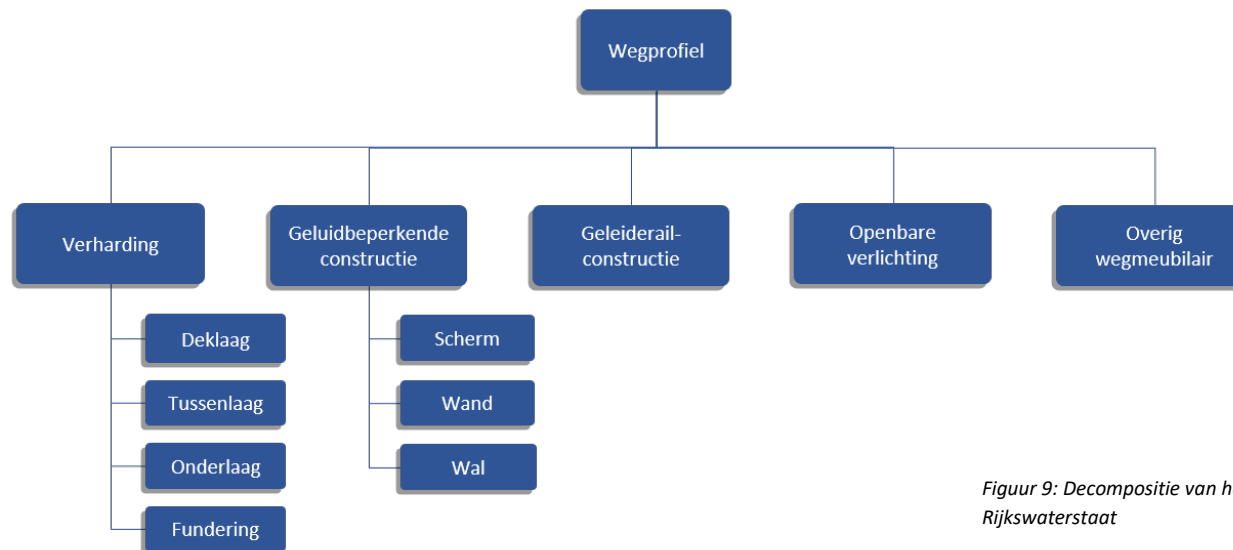 Wegprofiel
Verharding
Geluidbeperkende
constructie
Geleiderail-
constructie
Openbare
verlichting
Overig
wegmeubilair
Deklaag
Tussenlaag
Onderlaag
Fundering
Scherm
Wand
Wal
Figuur 9: Decompositie van
Rijkswaterstaat